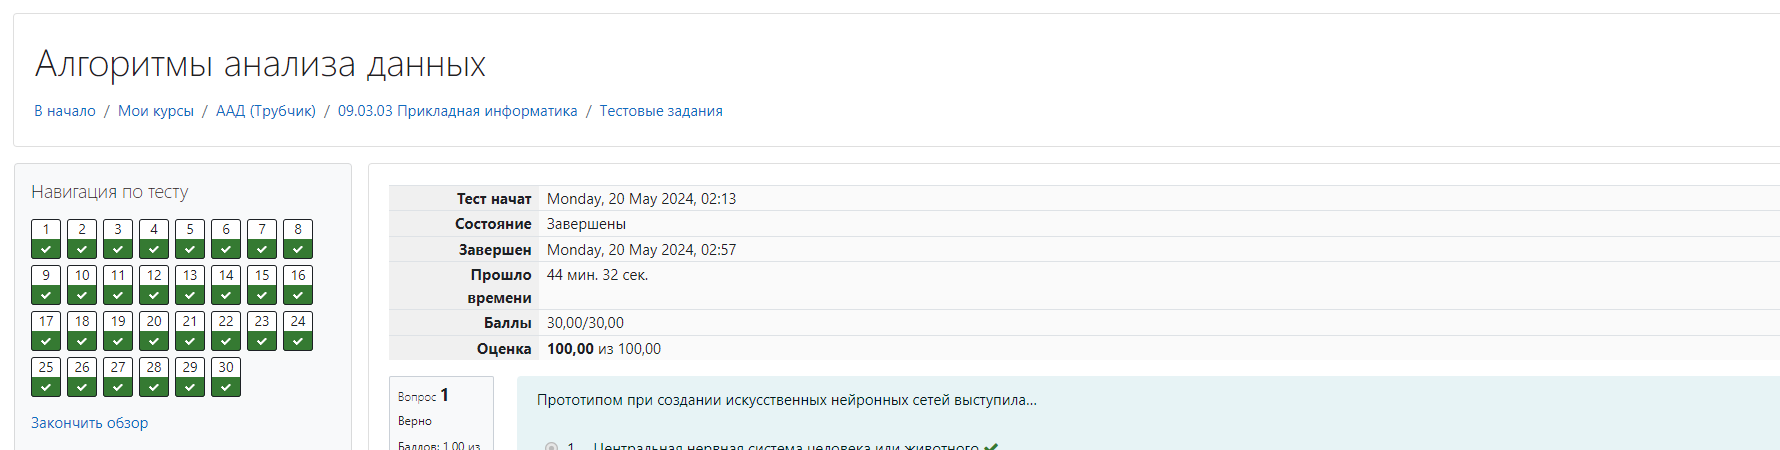 Алгоритмы анализа данных
В начало / Мои курсы / ААД (Трубчик) / 09.03.03 Прикладная информатика / Тестовые задания
Навигация по тесту
1 2 3 4 5 6 7 8
9 10 11 12 13 14 15 16
17 18 19 20 21 22 23 24
25 26 27 28 29 30
Закончить обзор
Тест начат Monday, 20 May 2024, 02:13
Состояние Завершены
Завершен Monday, 20 May 2024, 02:57
Прошло 44 мин. 32 сек.
времени
Баллы 30,00/30,00
Оценка 100,00 из 100,00
Вопрос 1
Верно
Баллов: 1,00 из
Прототипом при создании искусственных нейронных сетей выступила...
1. Центральная нервная система человека или животного